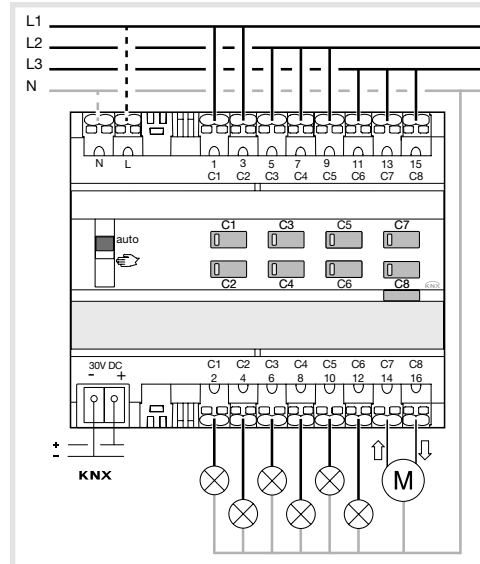 L1
L2
L3
N
N L 1 3 5 7 9 11 13 15
C1 C2 C3 C4 C5 C6 C7 C8
auto
C1 C3 C5 C7
C2 C4 C6 C8
KNX
30V DC
- +
C1 C2 C3 C4 C5 C6 C7 C8
2 4 6 8 10 12 14 16
+
-
KNX
M